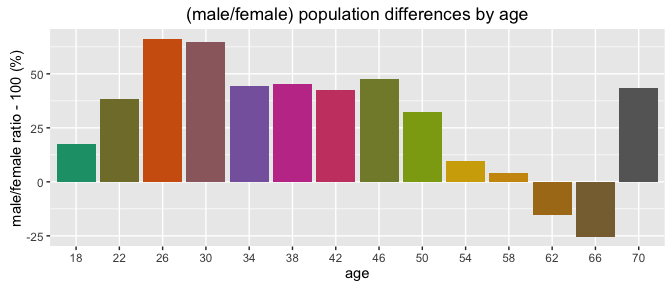 (male/female) population differences by age
male/female ratio - 100 (%)
50
25
0
-25
18 22 26 30 34 38 42 46 50 54 58 62 66 70
age